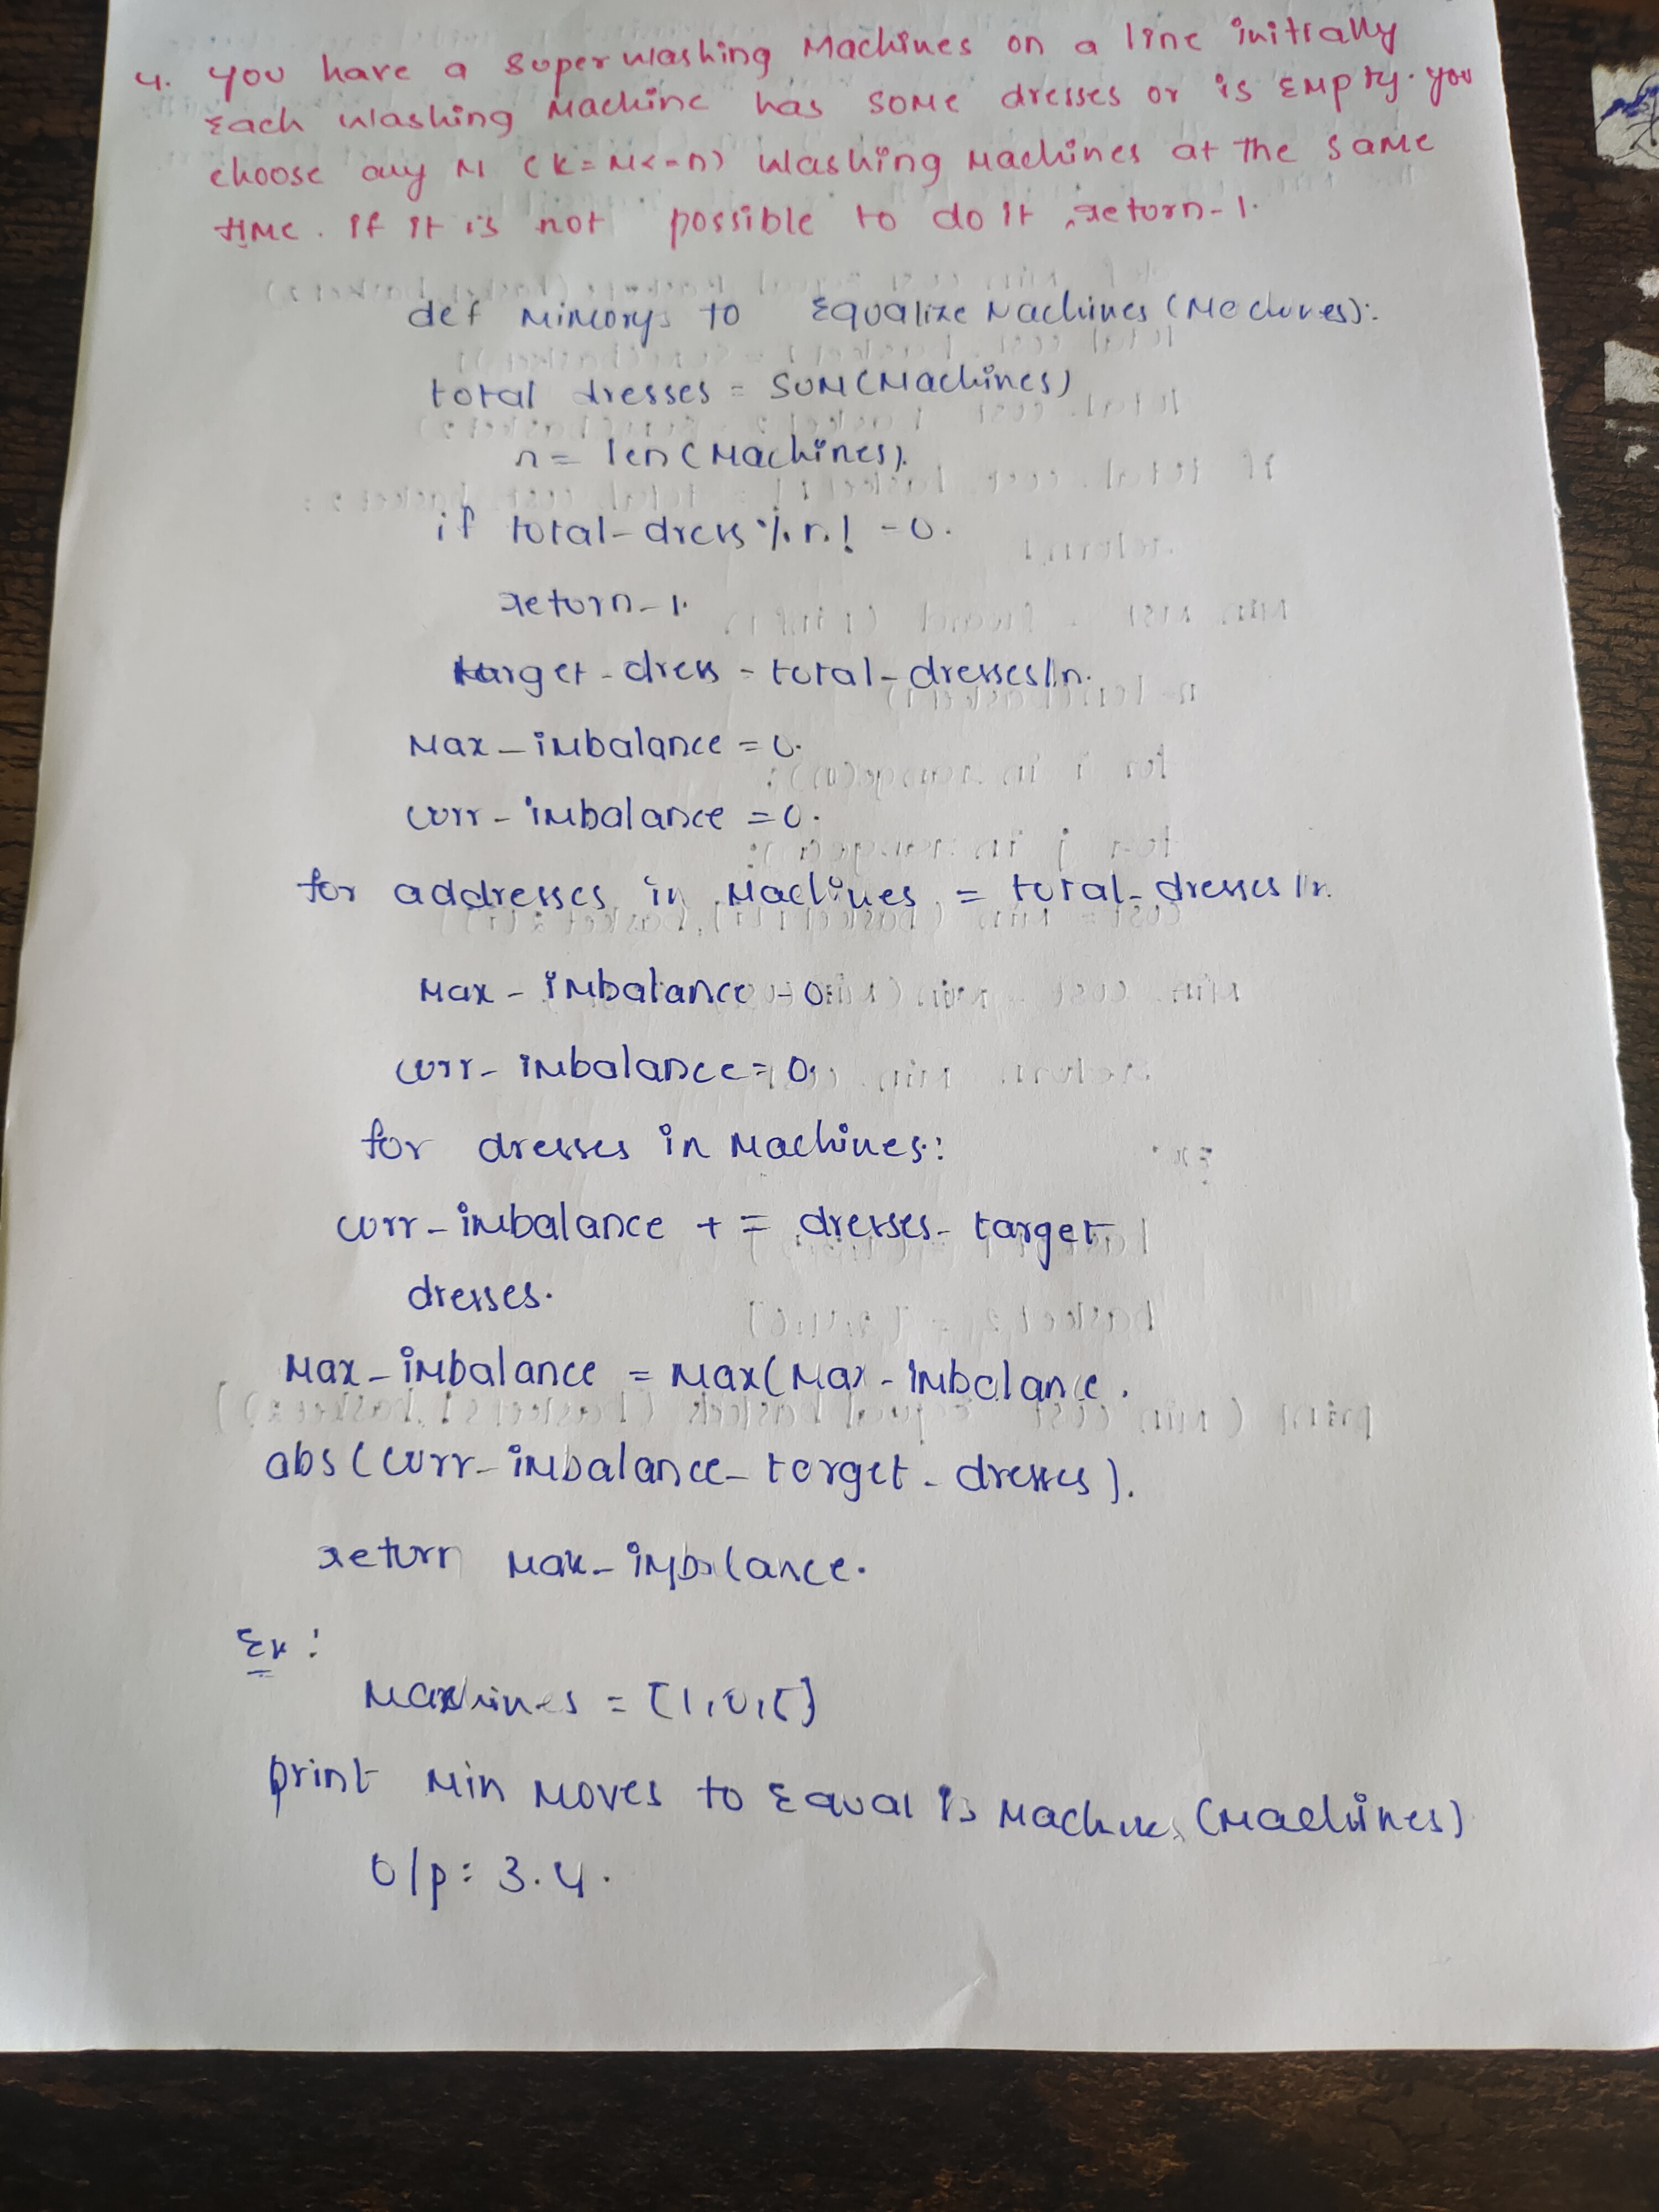 4. You have a super washing Machines on a line initially
Each washing Machine has some dresses or is Empty. you
choose any M (k=M<=n) washing Machines at the same
time. If it is not possible to do it, return-1.
def Mimcorys to Equalize Machines (Mechines):
total dresses = SUM(Machines)
n= len(Machines).
if total-dress % n! -0.
return-1.
target-dress - total-dresses//n.
Max-imbalance = 0.
curr-imbalance = 0.
for addresses in Machines = total-dresses//n.
Max-imbalance - 0.
curr-imbalance = 0.
for dresses in Machines:
curr-imbalance + = dresses- target
dresses.
Max-imbalance = Max(Max-imbalance.
abs(curr-imbalance-target-dresses).
return Max-imbalance.
Ex:
Machines = [1,0,5]
print Min Moves to Equal Is Machines (Machines)
O/p: 3.4.